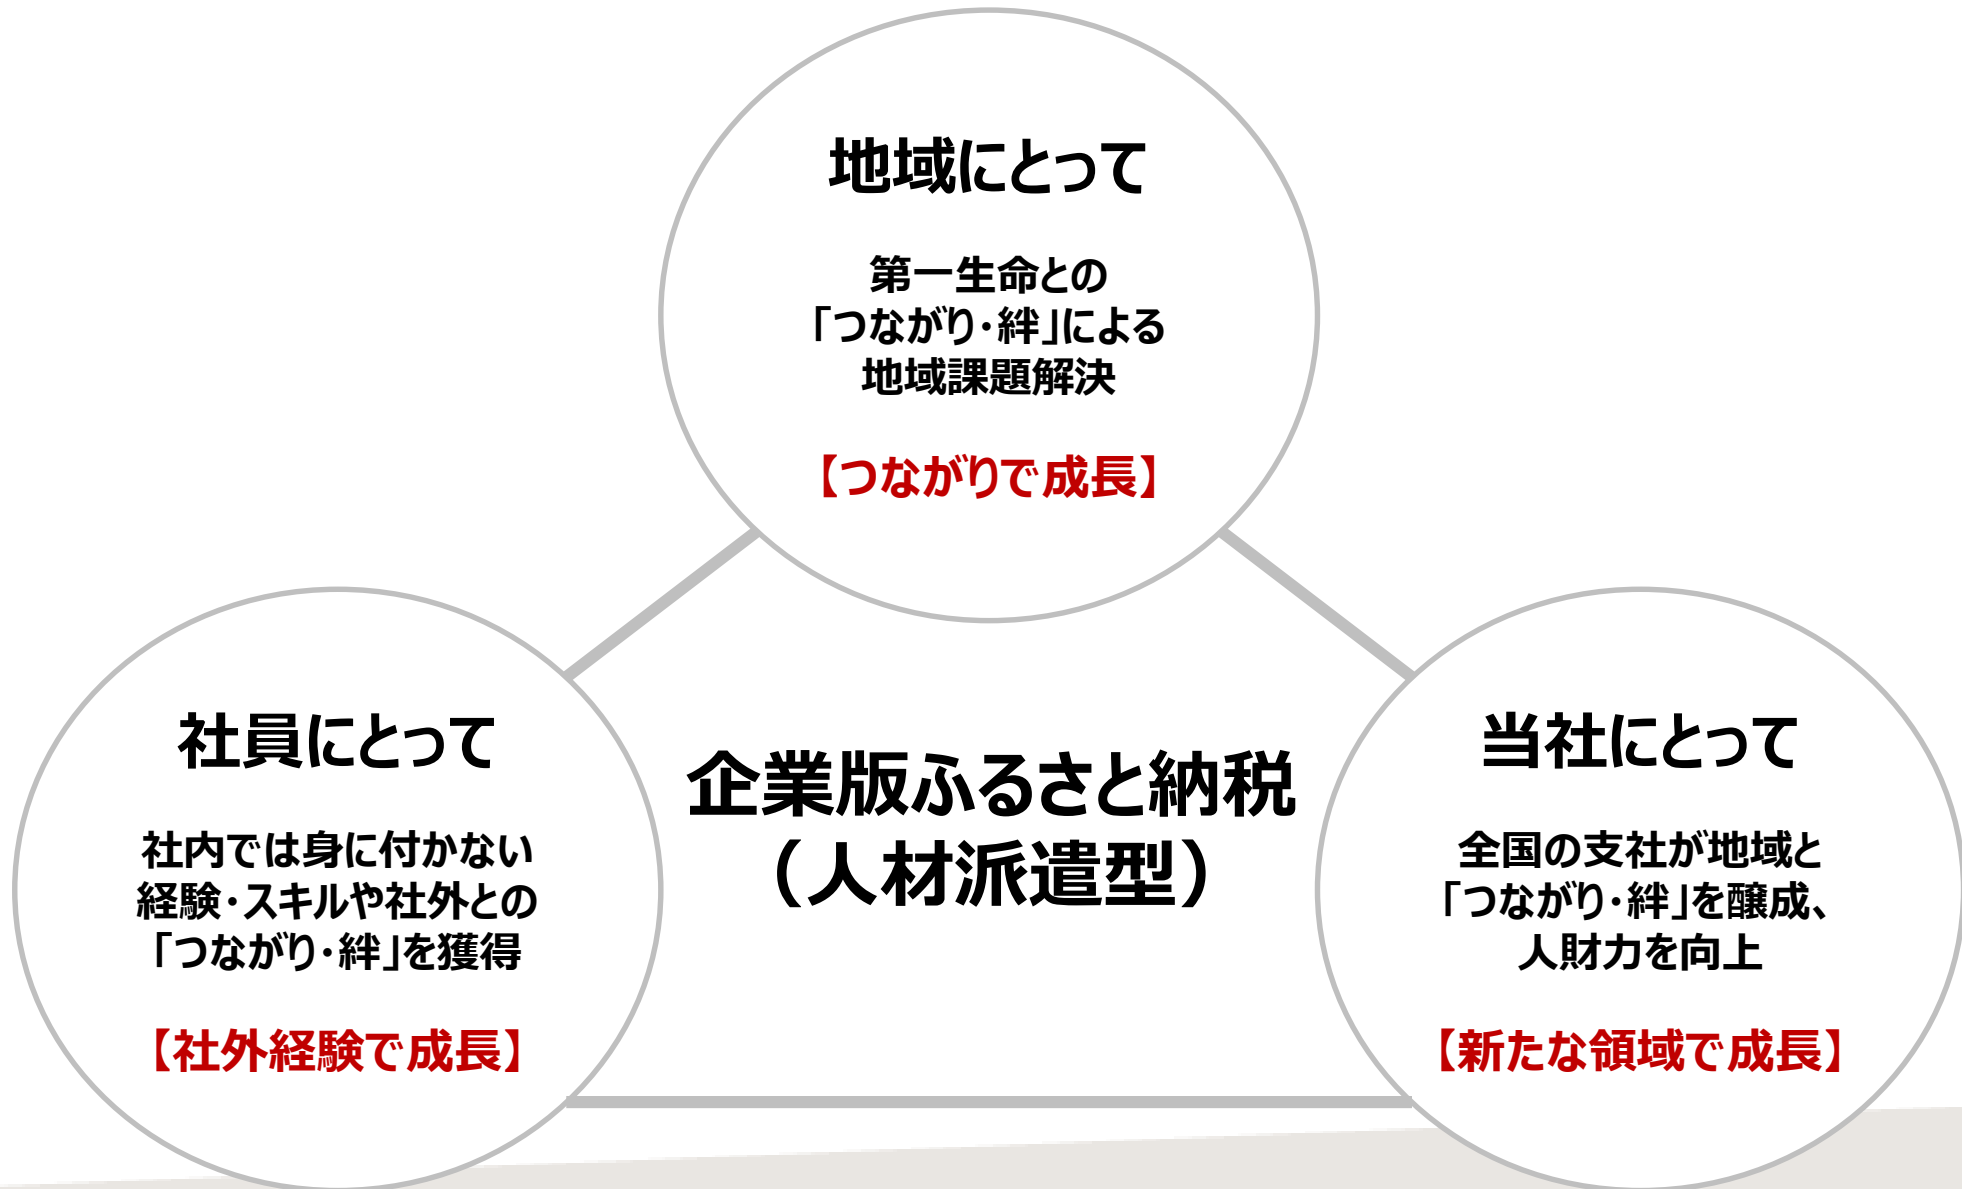 地域にとって
第一生命との
「つながり・絆」による
地域課題解決
【つながりで成長】
社員にとって
社内では身に付かない
経験・スキルや社外との
「つながり・絆」を獲得
【社外経験で成長】
企業版ふるさと納税
（人材派遣型）
当社にとって
全国の支社が地域と
「つながり・絆」を醸成、
人財力を向上
【新たな領域で成長】